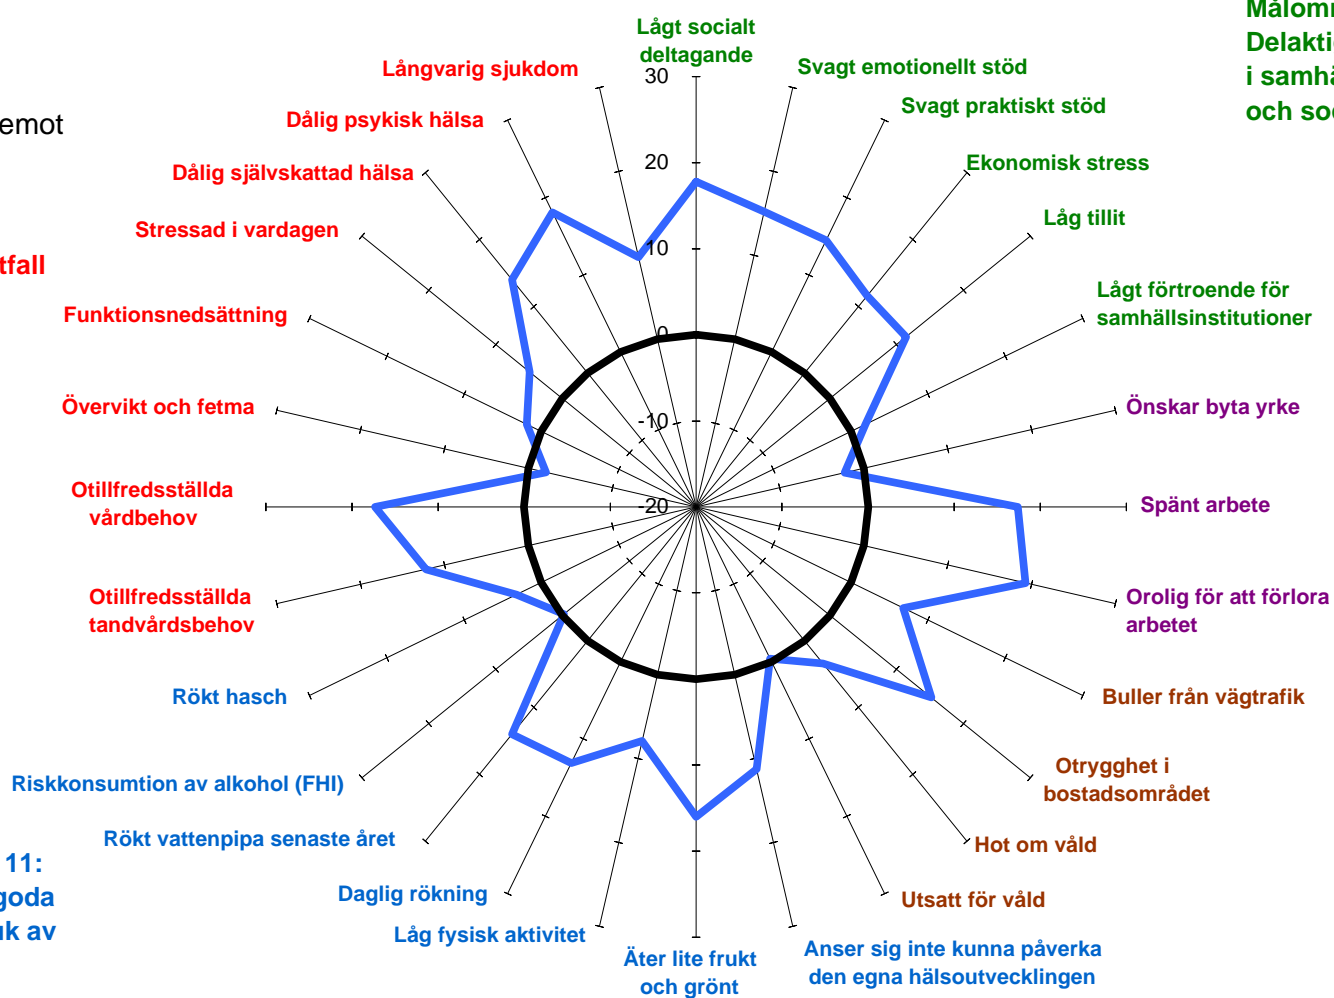 Målomr
Delakti
i samhä
och soc
emot
tfall
11:
goda
uk av
Lågt socialt
deltagande
Svagt emotionellt stöd
Svagt praktiskt stöd
Ekonomisk stress
Låg tillit
Lågt förtroende för
samhällsinstitutioner
Önskar byta yrke
Spänt arbete
Orolig för att förlora
arbetet
Buller från vägtrafik
Otrygghet i
bostadsområdet
Hot om våld
Utsatt för våld
Anser sig inte kunna påverka
den egna hälsoutvecklingen
Äter lite frukt
och grönt
Låg fysisk aktivitet
Daglig rökning
Rökt vattenpipa senaste året
Riskkonsumtion av alkohol (FHI)
Rökt hasch
Otillfredsställda
tandvårdsbehov
Otillfredsställda
vårdbehov
Övervikt och fetma
Funktionsnedsättning
Stressad i vardagen
Dålig självskattad hälsa
Dålig psykisk hälsa
Långvarig sjukdom
30
20
10
0
-10
-20